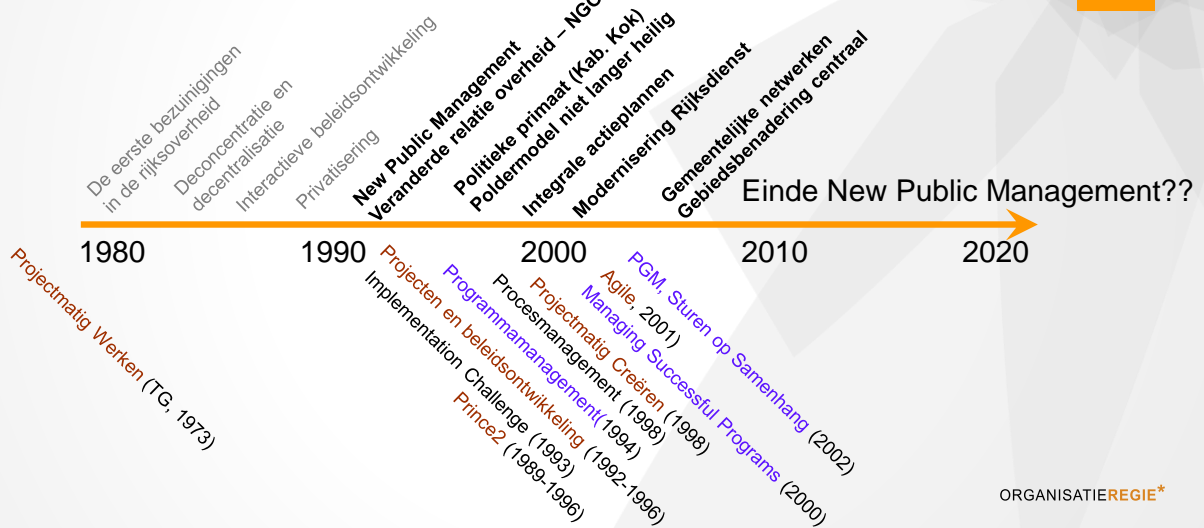 De eerste bezuinigingen
in de rijksoverheid
Deconcentratie en
decentralisatie
Interactieve beleidsontwikkeling
Privatisering
New Public Management
Veranderde relatie overheid – NGO
Politieke primaat (Kab. Kok)
Poldermodel niet langer heilig
Integrale actieplannen
Modernisering Rijksdienst
Gemeentelijke netwerken
Gebiedsbenadering centraal
Einde New Public Management??
1980
1990
2000
2010
2020
Projectmatig Werken (TG, 1973)
Prince2 (1989-1996)
Implementation Challenge (1993)
Projecten en beleidsontwikkeling (1992-1996)
Programmamanagement(1994)
Procesmanagement (1998)
Projectmatig Creëren (1998)
Agile, 2001)
Managing Successful Programs (2000)
PGM, Sturen op Samenhang (2002)
ORGANISATIEREGIE*